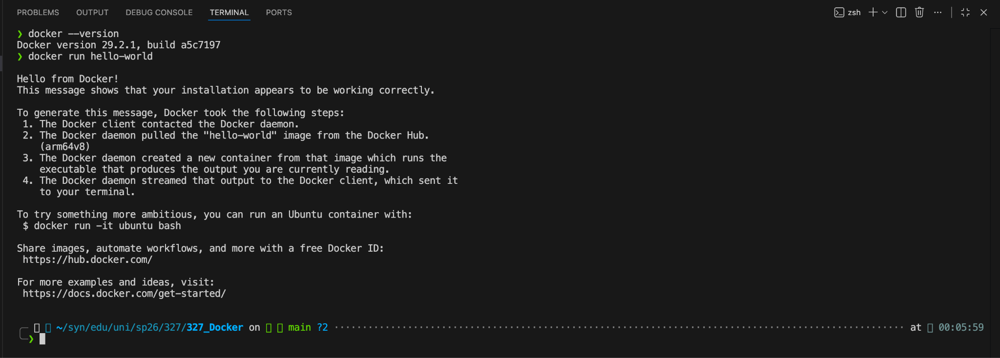 PROBLEMS OUTPUT DEBUG CONSOLE TERMINAL PORTS zsh
❯ docker --version
Docker version 29.2.1, build a5c7197
❯ docker run hello-world
Hello from Docker!
This message shows that your installation appears to be working correctly.
To generate this message, Docker took the following steps:
1. The Docker client contacted the Docker daemon.
2. The Docker daemon pulled the "hello-world" image from the Docker Hub.
(arm64v8)
3. The Docker daemon created a new container from that image which runs the
executable that produces the output you are currently reading.
4. The Docker daemon streamed that output to the Docker client, which sent it
to your terminal.
To try something more ambitious, you can run an Ubuntu container with:
$ docker run -it ubuntu bash
Share images, automate workflows, and more with a free Docker ID:
https://hub.docker.com/
For more examples and ideas, visit:
https://docs.docker.com/get-started/
~/syn/edu/uni/sp26/327/327_Docker on main ?2 at 00:05:59
❯